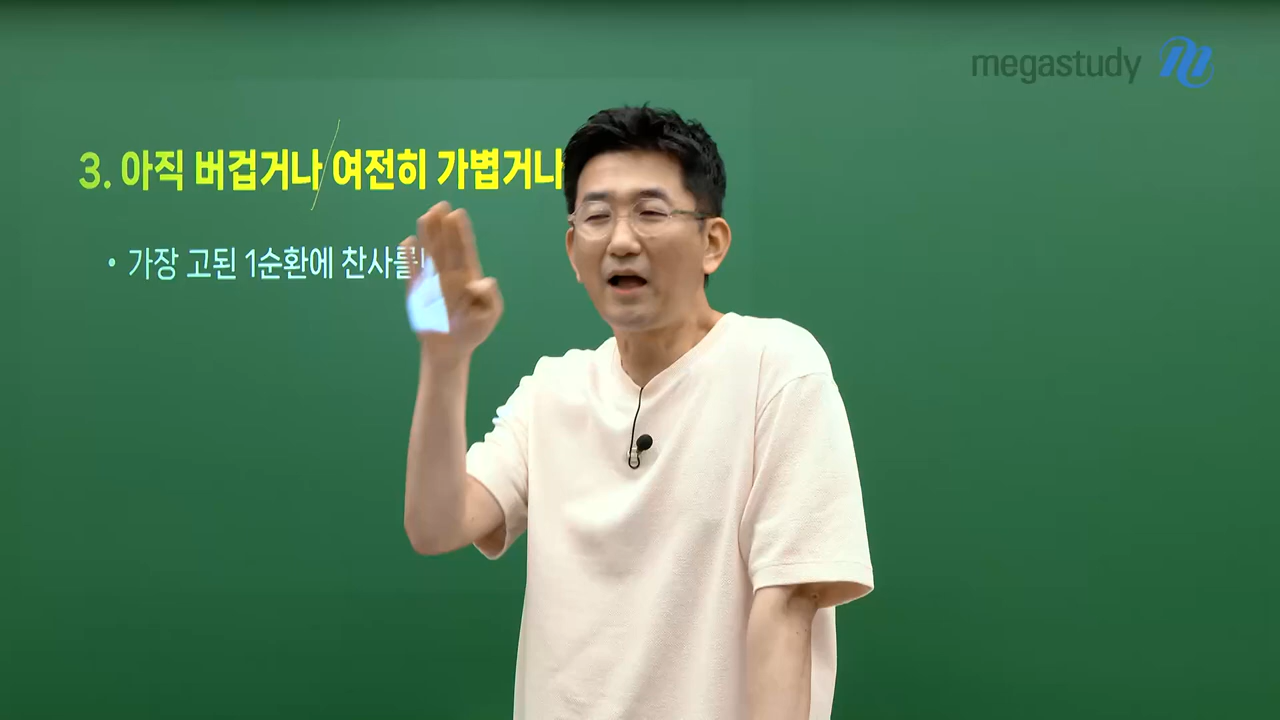 megastudy
3. 아직 버겁거나/여전히 가볍거나
• 가장 고된 1순환에 찬사를!